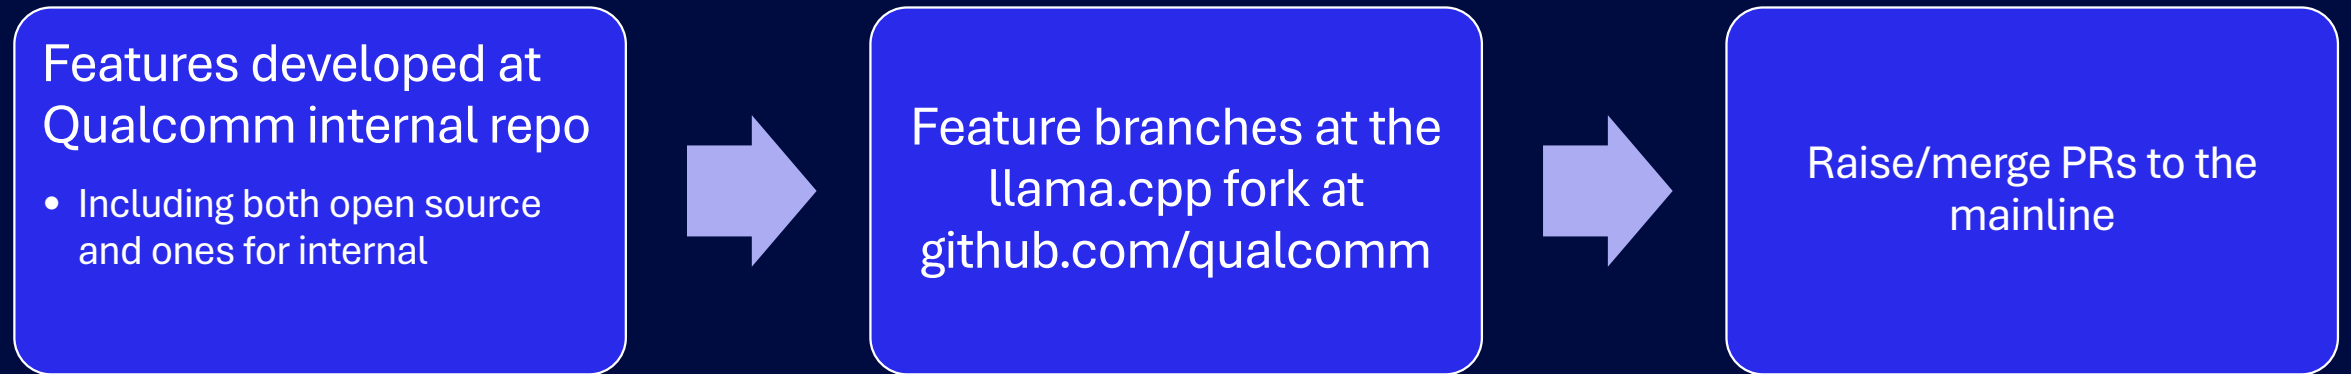 Features developed at
Qualcomm internal repo
• Including both open source
and ones for internal
Feature branches at the
llama.cpp fork at
github.com/qualcomm
Raise/merge PRs to the
mainline